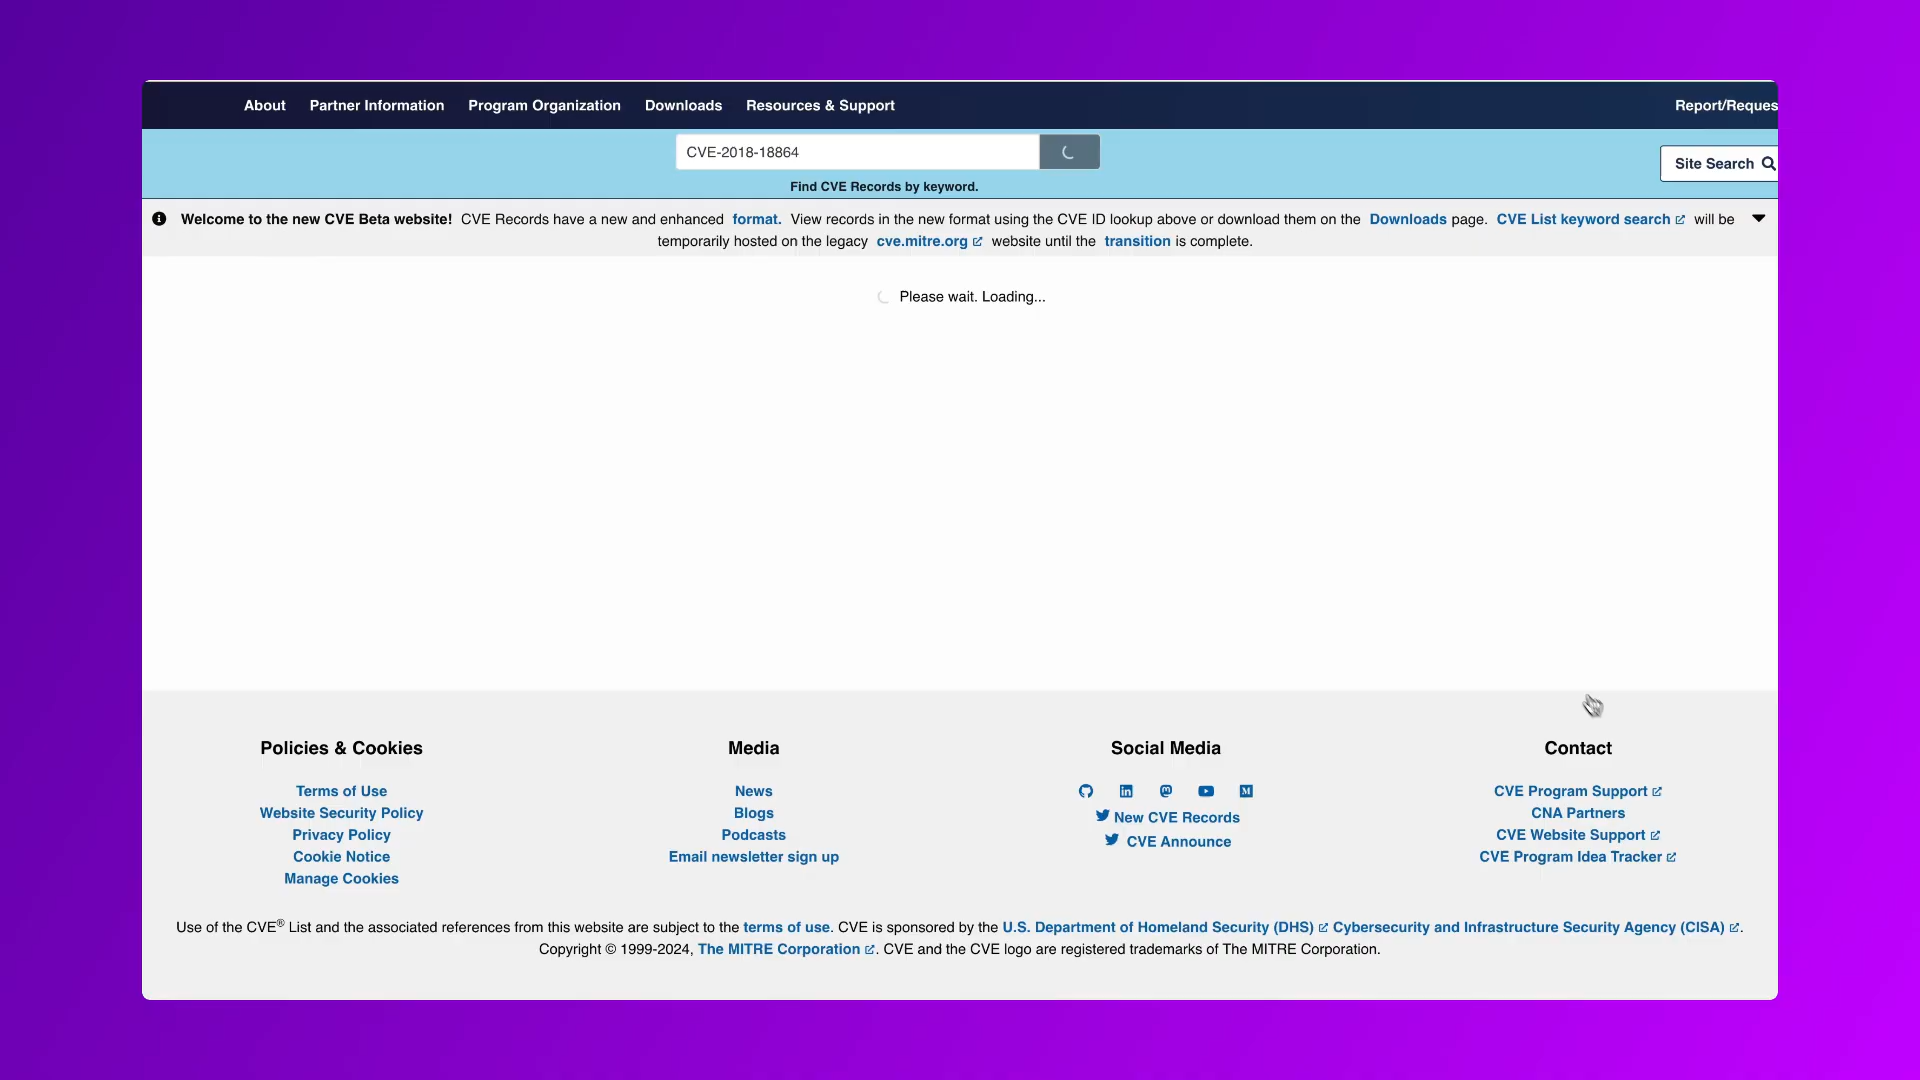 About Partner Information Program Organization Downloads Resources & Support Report/Reques
CVE-2018-18864
Find CVE Records by keyword.
Site Search
Welcome to the new CVE Beta website! CVE Records have a new and enhanced format. View records in the new format using the CVE ID lookup above or download them on the Downloads page. CVE List keyword search will be
temporarily hosted on the legacy cve.mitre.org website until the transition is complete.
Please wait. Loading...
Policies & Cookies
Terms of Use
Website Security Policy
Privacy Policy
Cookie Notice
Manage Cookies
Media
News
Blogs
Podcasts
Email newsletter sign up
Social Media
New CVE Records
CVE Announce
Contact
CVE Program Support
CNA Partners
CVE Website Support
CVE Program Idea Tracker
Use of the CVE® List and the associated references from this website are subject to the terms of use. CVE is sponsored by the U.S. Department of Homeland Security (DHS) Cybersecurity and Infrastructure Security Agency (CISA).
Copyright © 1999-2024, The MITRE Corporation. CVE and the CVE logo are registered trademarks of The MITRE Corporation.